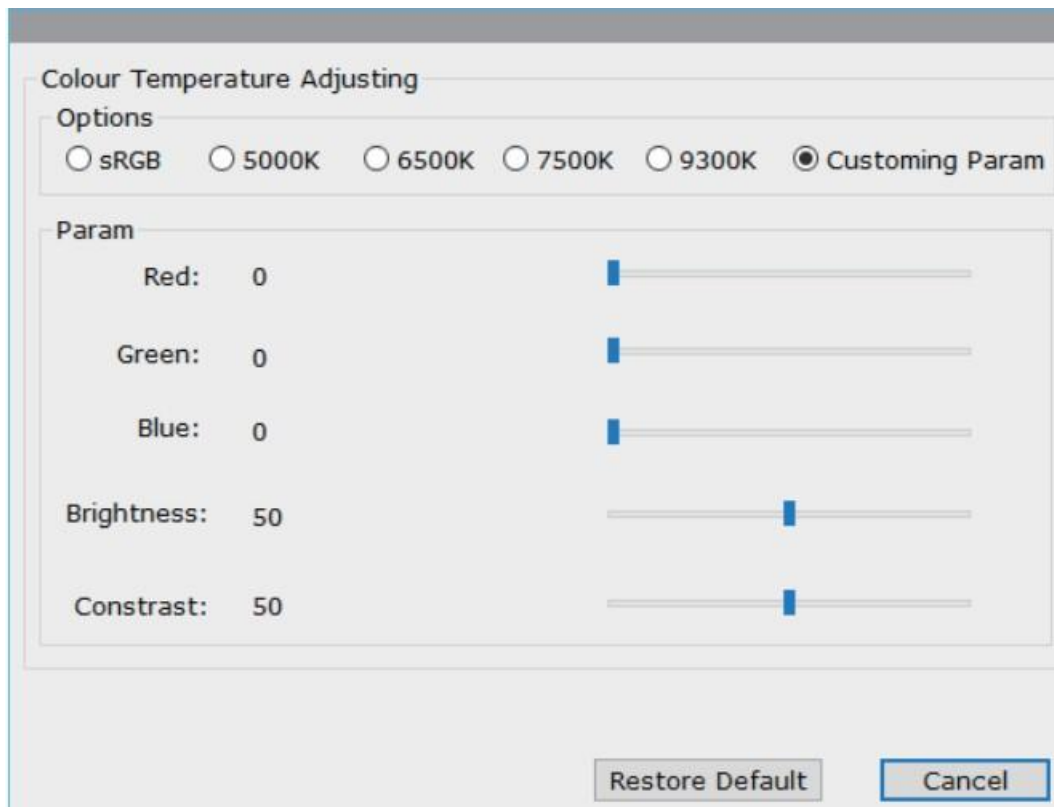 Colour Temperature Adjusting
Options
sRGB 5000K 6500K 7500K 9300K Customing Param
Param
Red: 0
Green: 0
Blue: 0
Brightness: 50
Constrast: 50
Restore Default Cancel